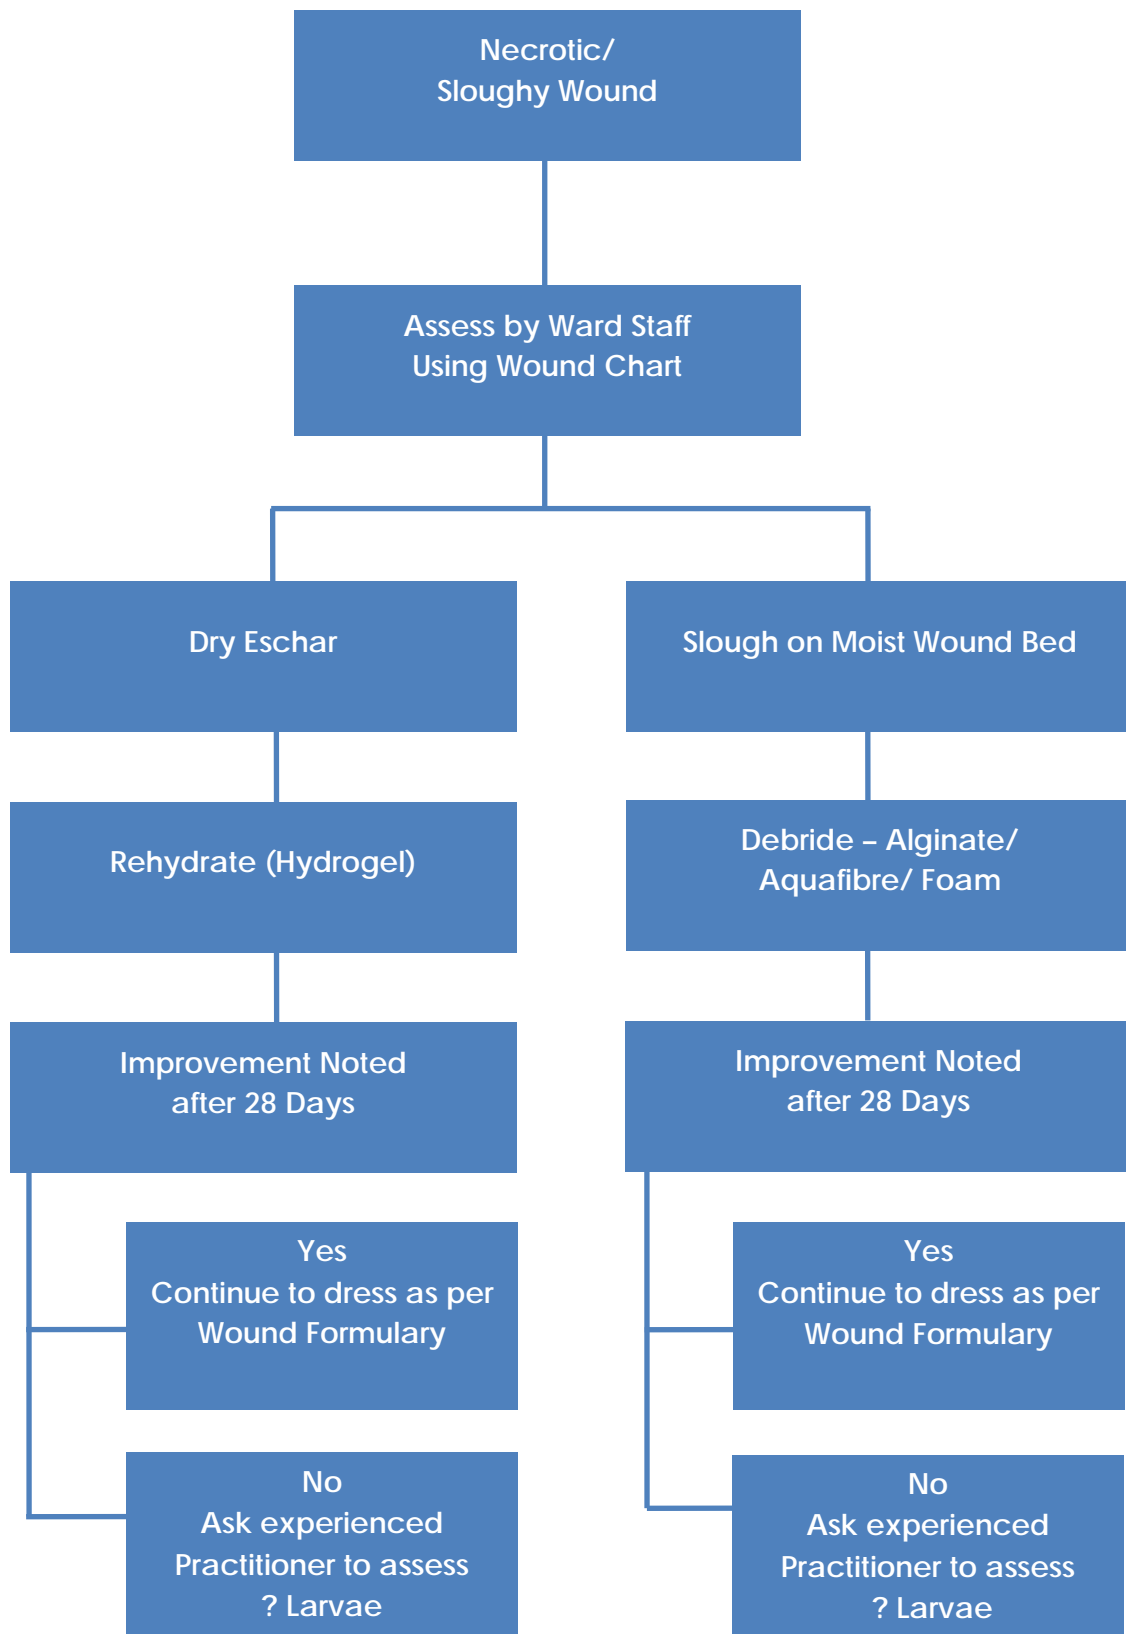 Necrotic/
Sloughy Wound
Assess by Ward Staff
Using Wound Chart
Dry Eschar
Slough on Moist Wound Bed
Rehydrate (Hydrogel)
Debride – Alginate/
Aquafibre/ Foam
Improvement Noted
after 28 Days
Improvement Noted
after 28 Days
Yes
Continue to dress as per
Wound Formulary
Yes
Continue to dress as per
Wound Formulary
No
Ask experienced
Practitioner to assess
? Larvae
No
Ask experienced
Practitioner to assess
? Larvae